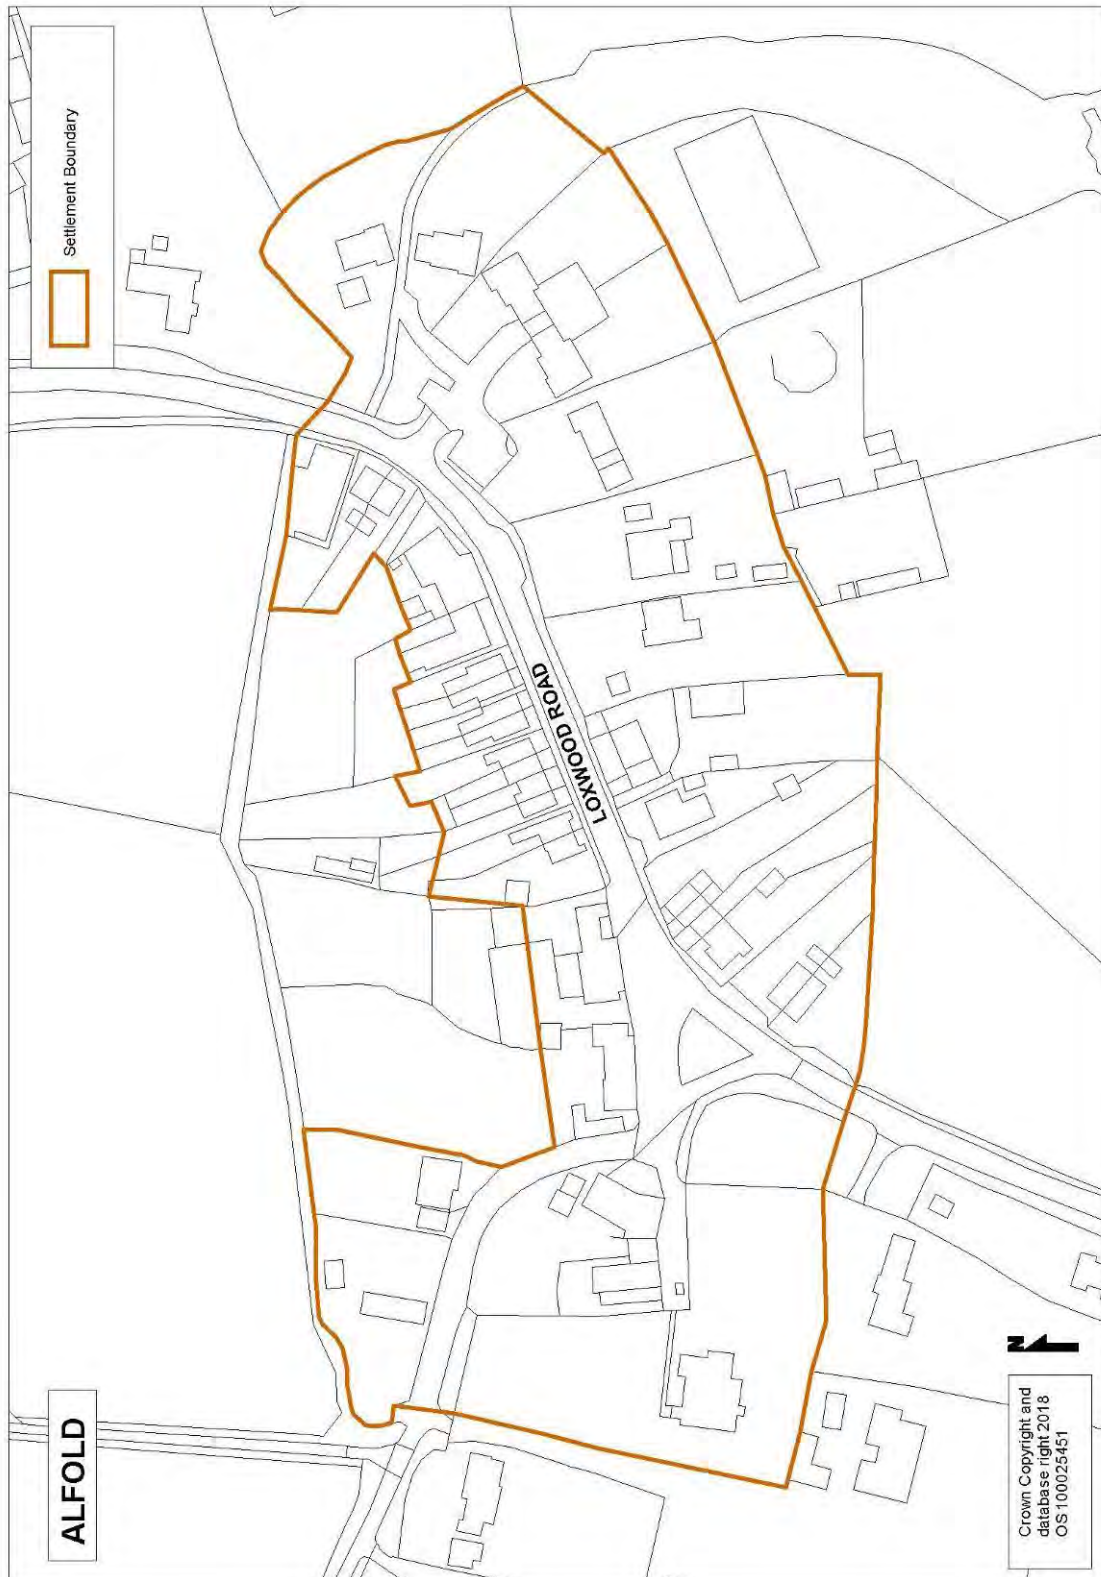 ALFOLD
Settlement Boundary
LOXWOOD ROAD
N
Crown Copyright and
database right 2018
OS100025451